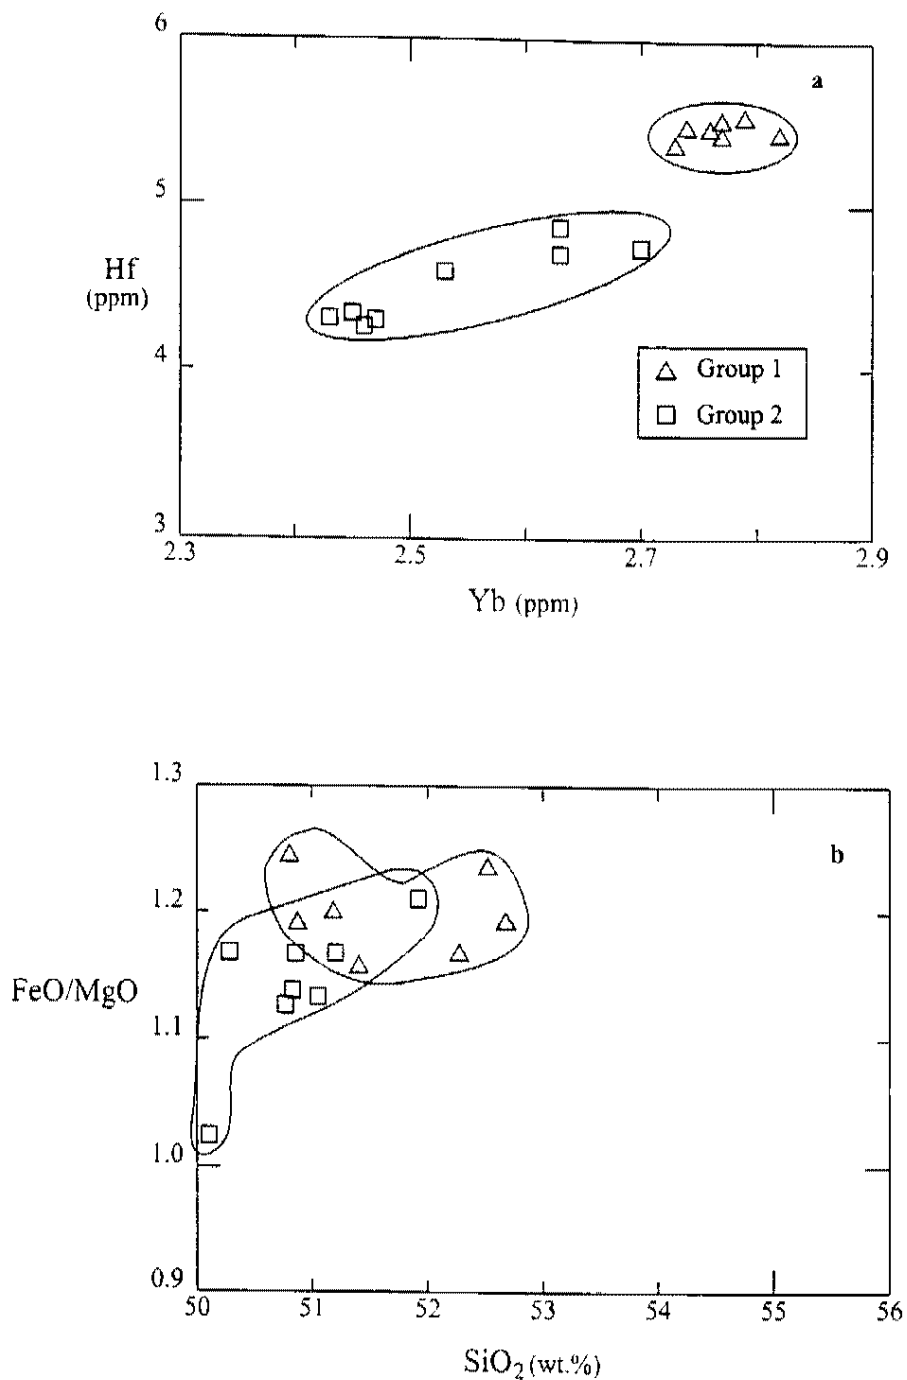 6
a
5
Hf
(ppm)
4
Group 1
Group 2
3
2.3 2.5 2.7 2.9
Yb (ppm)
1.3
b
1.2
FeO/MgO
1.1
1.0
0.9
50 51 52 53 54 55 56
SiO₂ (wt.%)